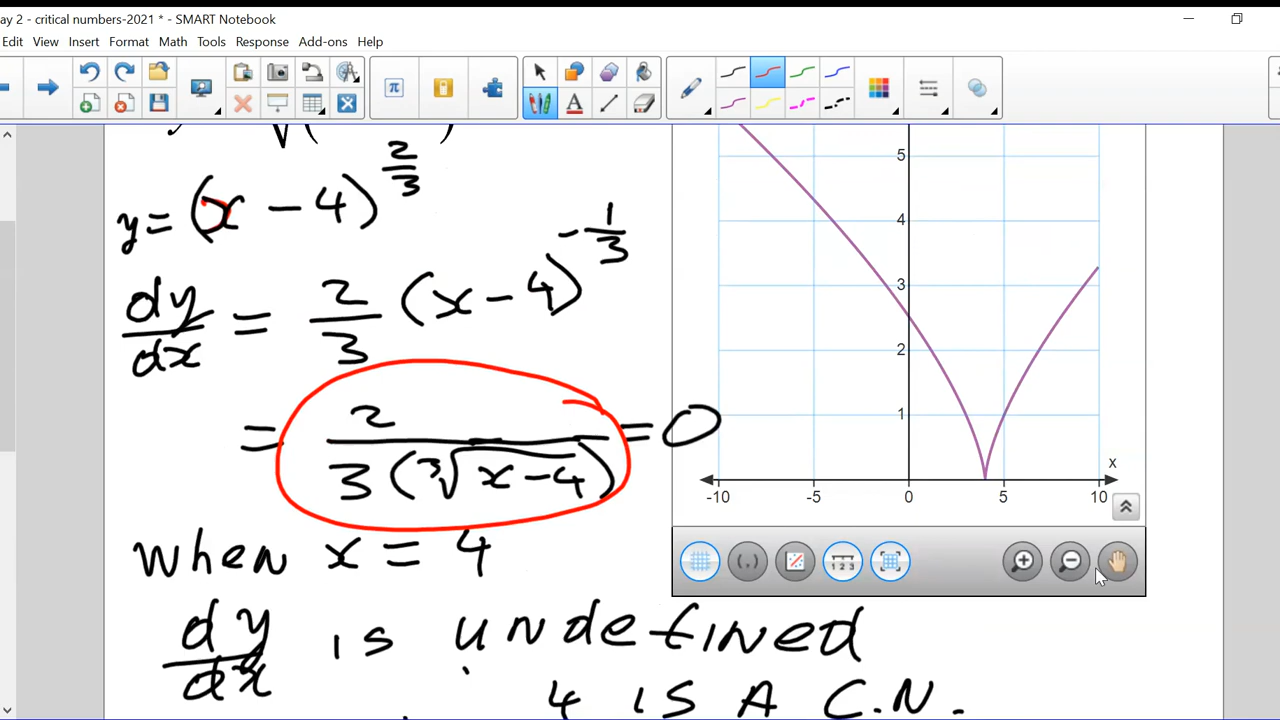 ay 2 - critical numbers-2021 * - SMART Notebook
Edit View Insert Format Math Tools Response Help Add-ons
y = (x - 4)^{2/3}
dy/dx = 2/3 (x - 4)^{-1/3}
= 2 / 3(∛x-4) = 0
when x = 4
dy/dx is undefined
4 IS A C.N.
5
4
3
2
1
x
-10 -5 0 5 10